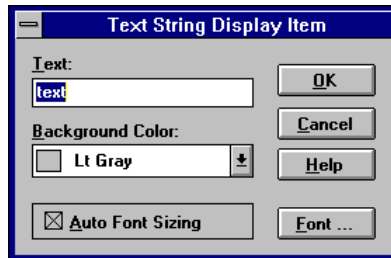 Text String Display Item
Text:
text
OK
Cancel
Background Color:
Lt Gray
Help
Auto Font Sizing
Font ...